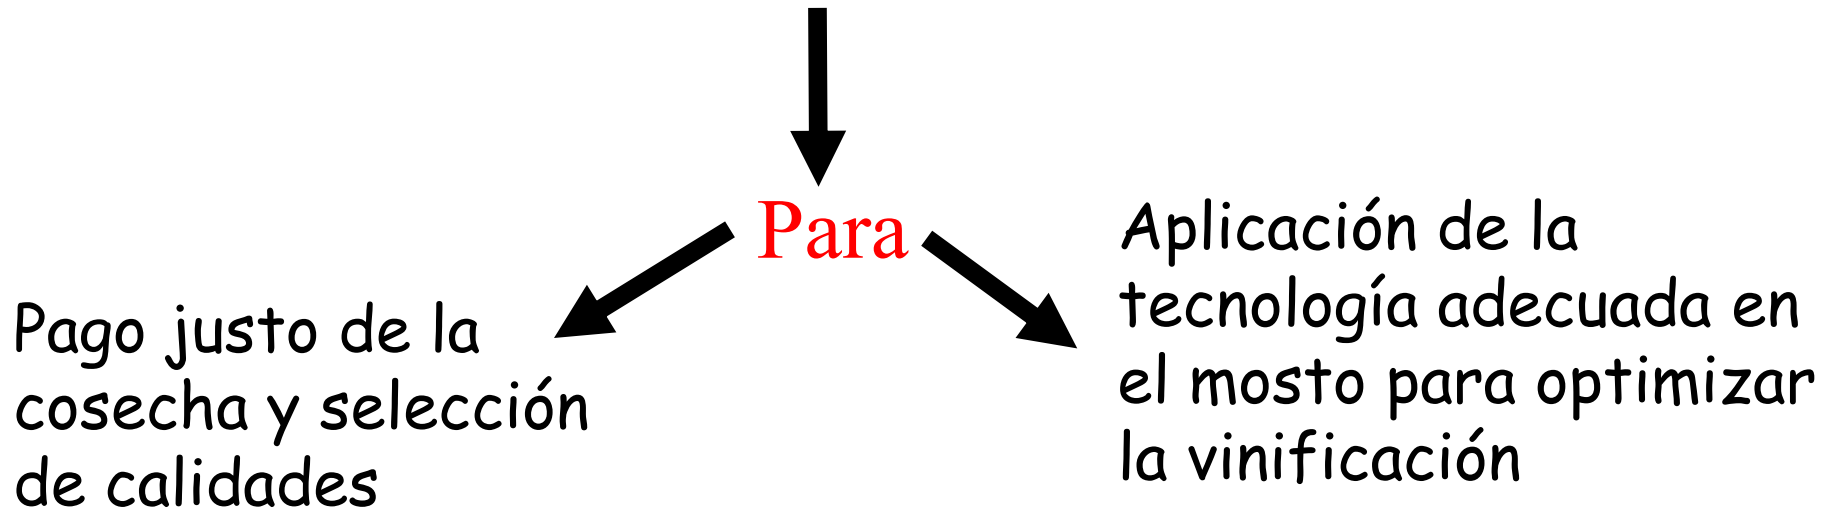 Para
Pago justo de la
cosecha y selección
de calidades
Aplicación de la
tecnología adecuada en
el mosto para optimizar
la vinificación